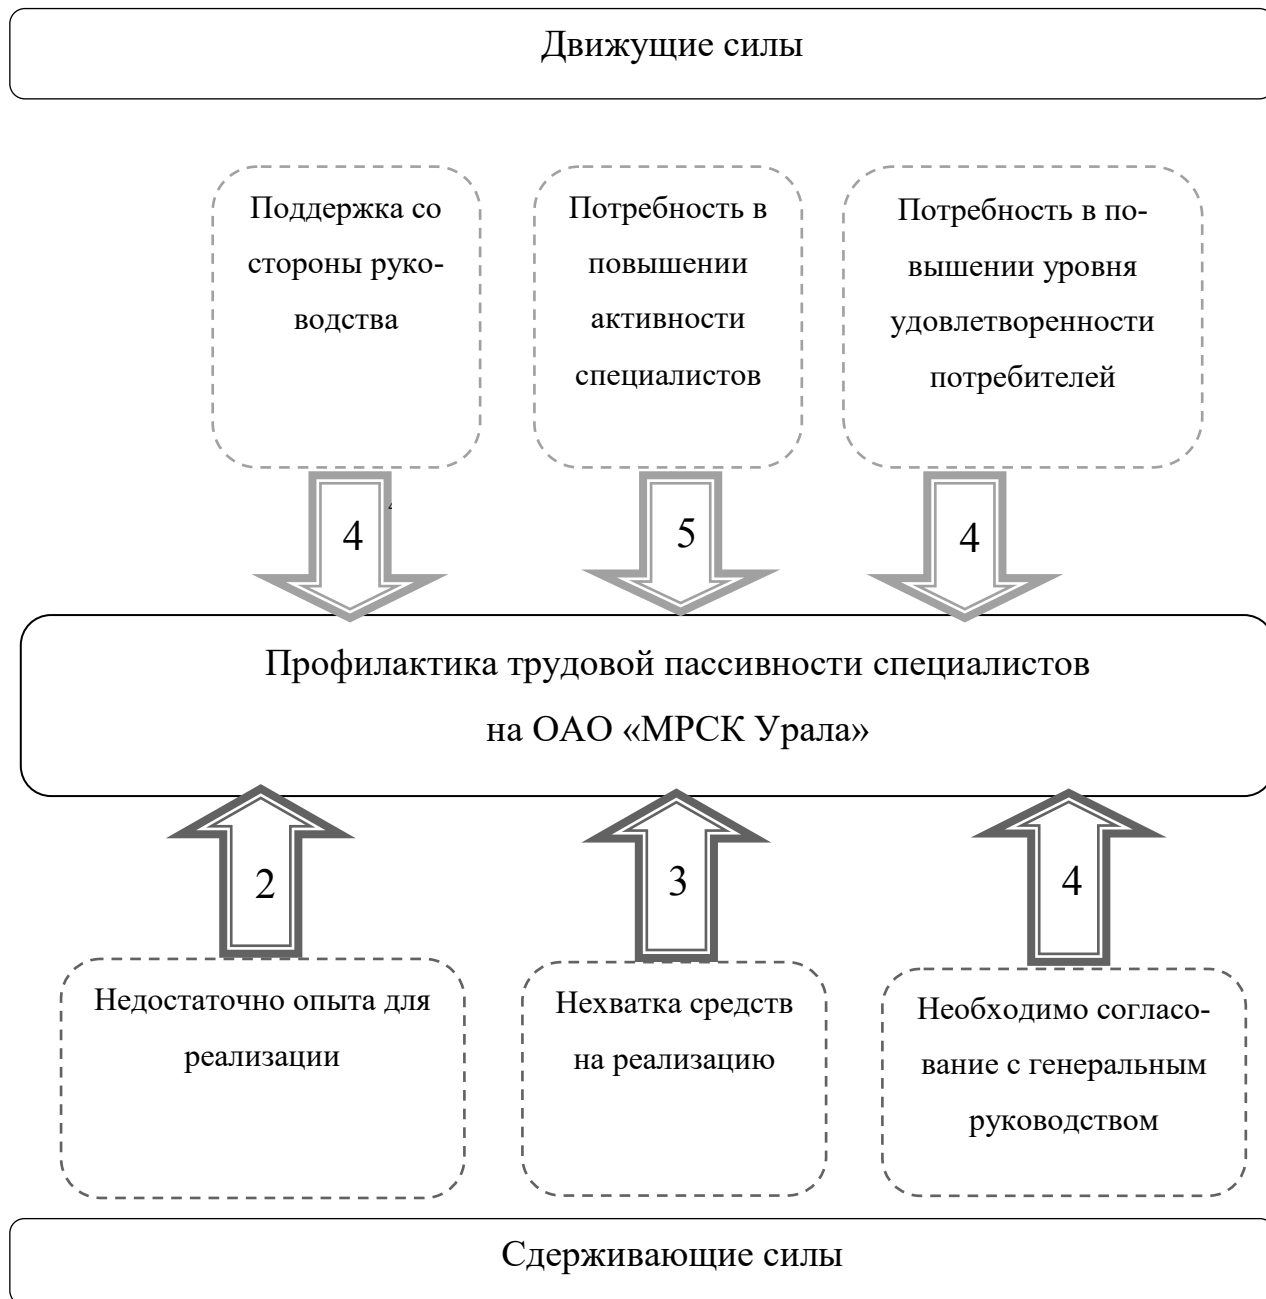 Движущие силы
Поддержка со
стороны руко-
водства
Потребность в
повышении
активности
специалистов
Потребность в по-
вышении уровня
удовлетворенности
потребителей
4
4
5
4
Профилактика трудовой пассивности специалистов
на ОАО «МРСК Урала»
2
3
4
Недостаточно опыта для
реализации
Нехватка средств
на реализацию
Необходимо согласо-
вание с генеральным
руководством
Сдерживающие силы